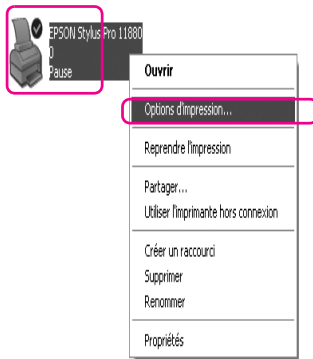 EPSON Stylus Pro 11880
0
Pause
Ouvrir
Options d'impression...
Reprendre l'impression
Partager...
Utiliser l'imprimante hors connexion
Créer un raccourci
Supprimer
Renommer
Propriétés